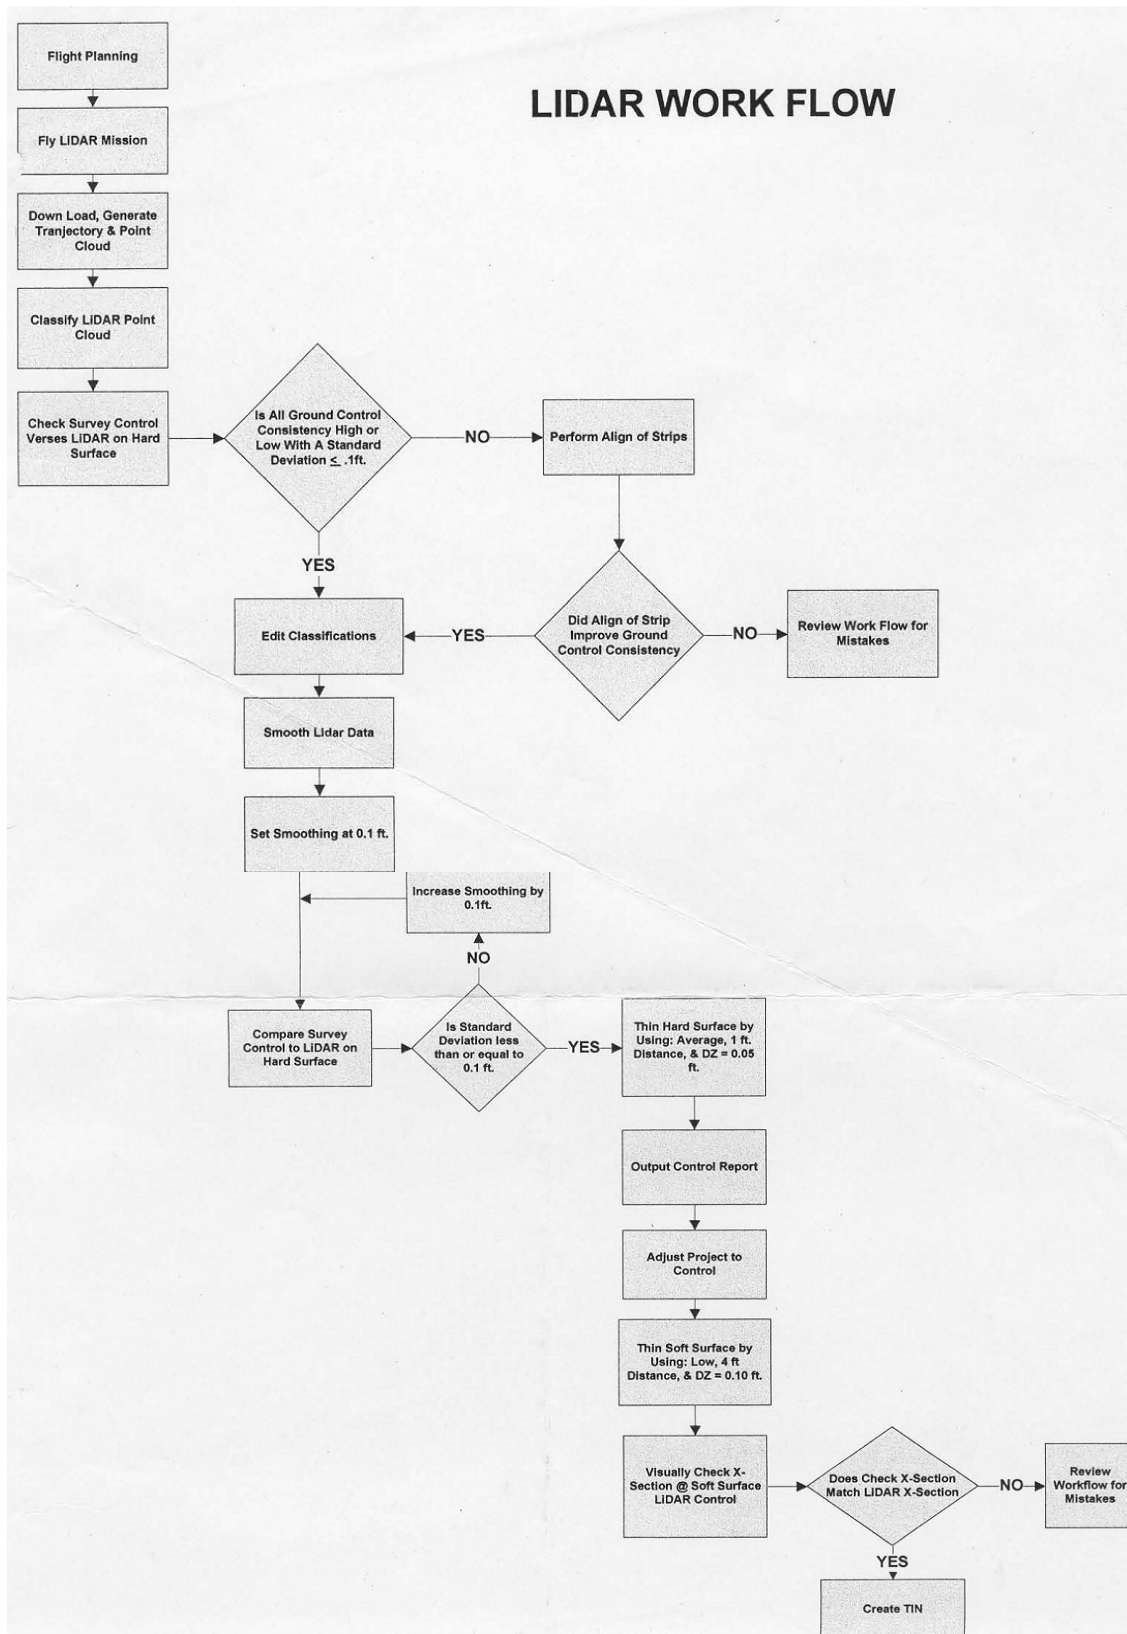 LIDAR WORK FLOW
Flight Planning
Fly LiDAR Mission
Down Load, Generate
Tranjectory & Point
Cloud
Classify LiDAR Point
Cloud
Check Survey Control
Verses LiDAR on Hard
Surface
Is All Ground Control
Consistency High or
Low With A Standard
Deviation ≤ .1ft.
NO
Perform Align of Strips
YES
Edit Classifications
YES
Did Align of Strip
Improve Ground
Control Consistency
NO
Review Work Flow for
Mistakes
Smooth Lidar Data
Set Smoothing at 0.1 ft.
Increase Smoothing by
0.1ft.
NO
Compare Survey
Control to LiDAR on
Hard Surface
Is Standard
Deviation less
than or equal to
0.1 ft.
YES
Thin Hard Surface by
Using: Average, 1 ft.
Distance, & DZ = 0.05
ft.
Output Control Report
Adjust Project to
Control
Thin Soft Surface by
Using: Low, 4 ft
Distance, & DZ = 0.10 ft.
Visually Check X-
Section @ Soft Surface
LiDAR Control
Does Check X-Section
Match LiDAR X-Section
NO
Review
Workflow for
Mistakes
YES
Create TIN